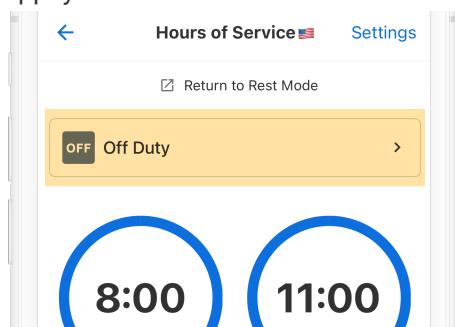 Hours of Service🇺🇸 Settings
Return to Rest Mode
OFF Off Duty
8:00 11:00